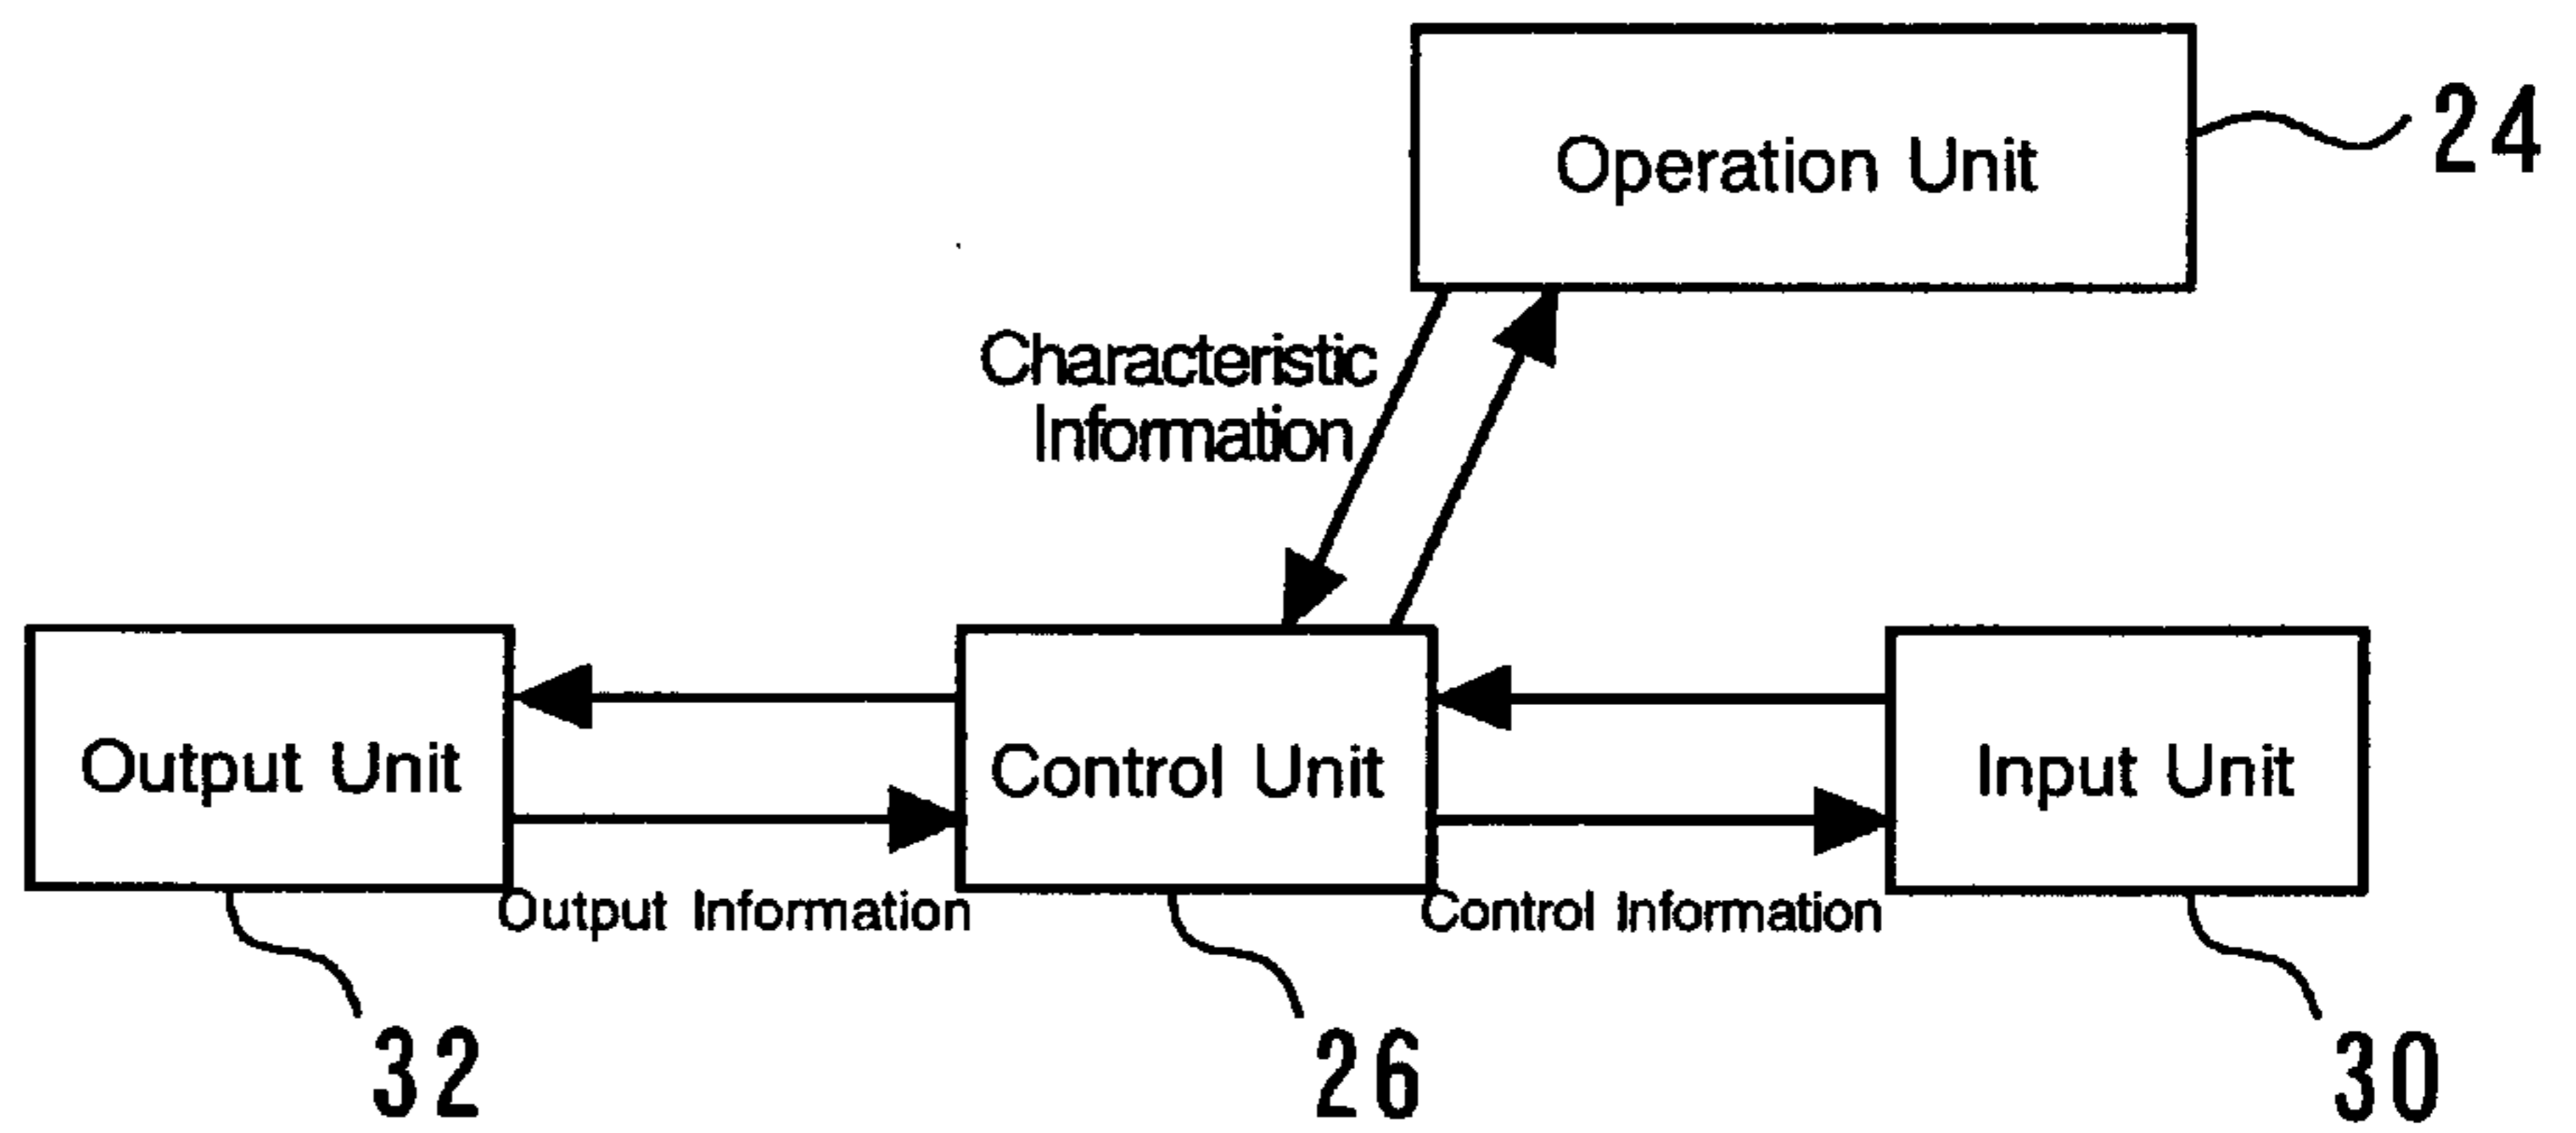 Operation Unit
24
Characteristic
Information
Output Unit
Control Unit
Input Unit
Output Information
Control Information
32
26
30